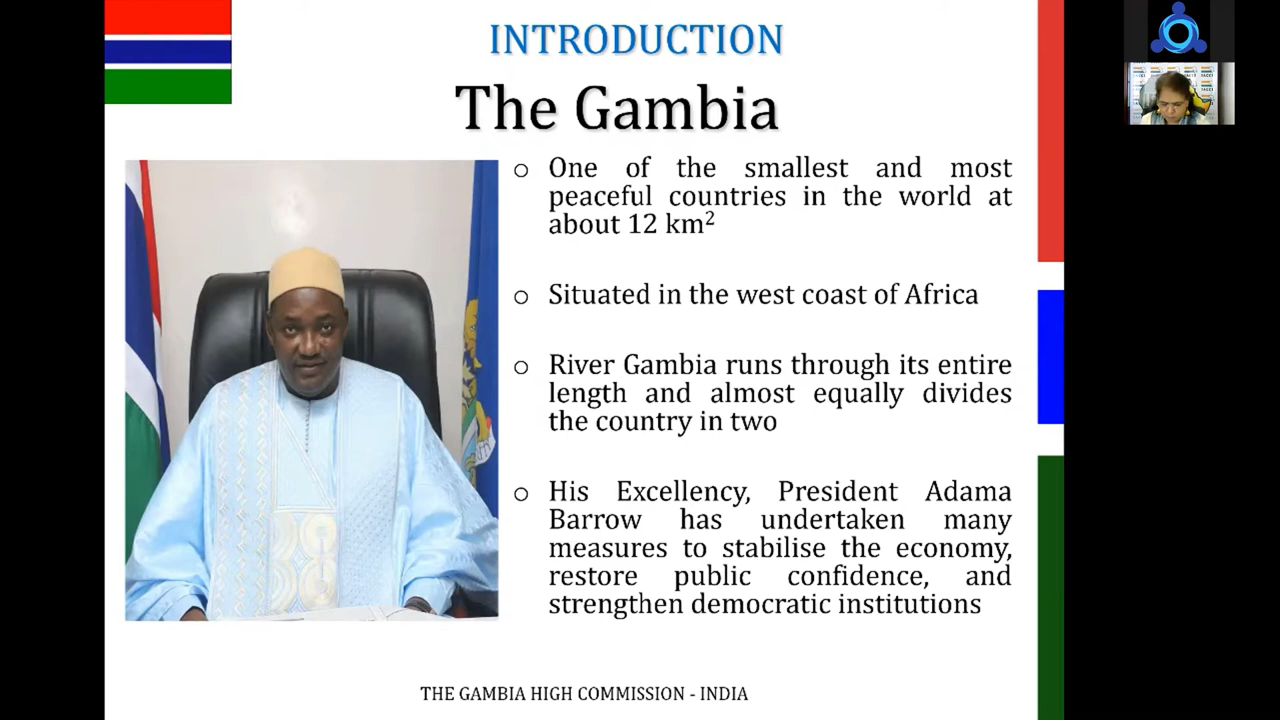 INTRODUCTION
The Gambia
One of the smallest and most
peaceful countries in the world at
about 12 km²
Situated in the west coast of Africa
River Gambia runs through its entire
length and almost equally divides
the country in two
His Excellency, President Adama
Barrow has undertaken many
measures to stabilise the economy,
restore public confidence, and
strengthen democratic institutions
THE GAMBIA HIGH COMMISSION - INDIA